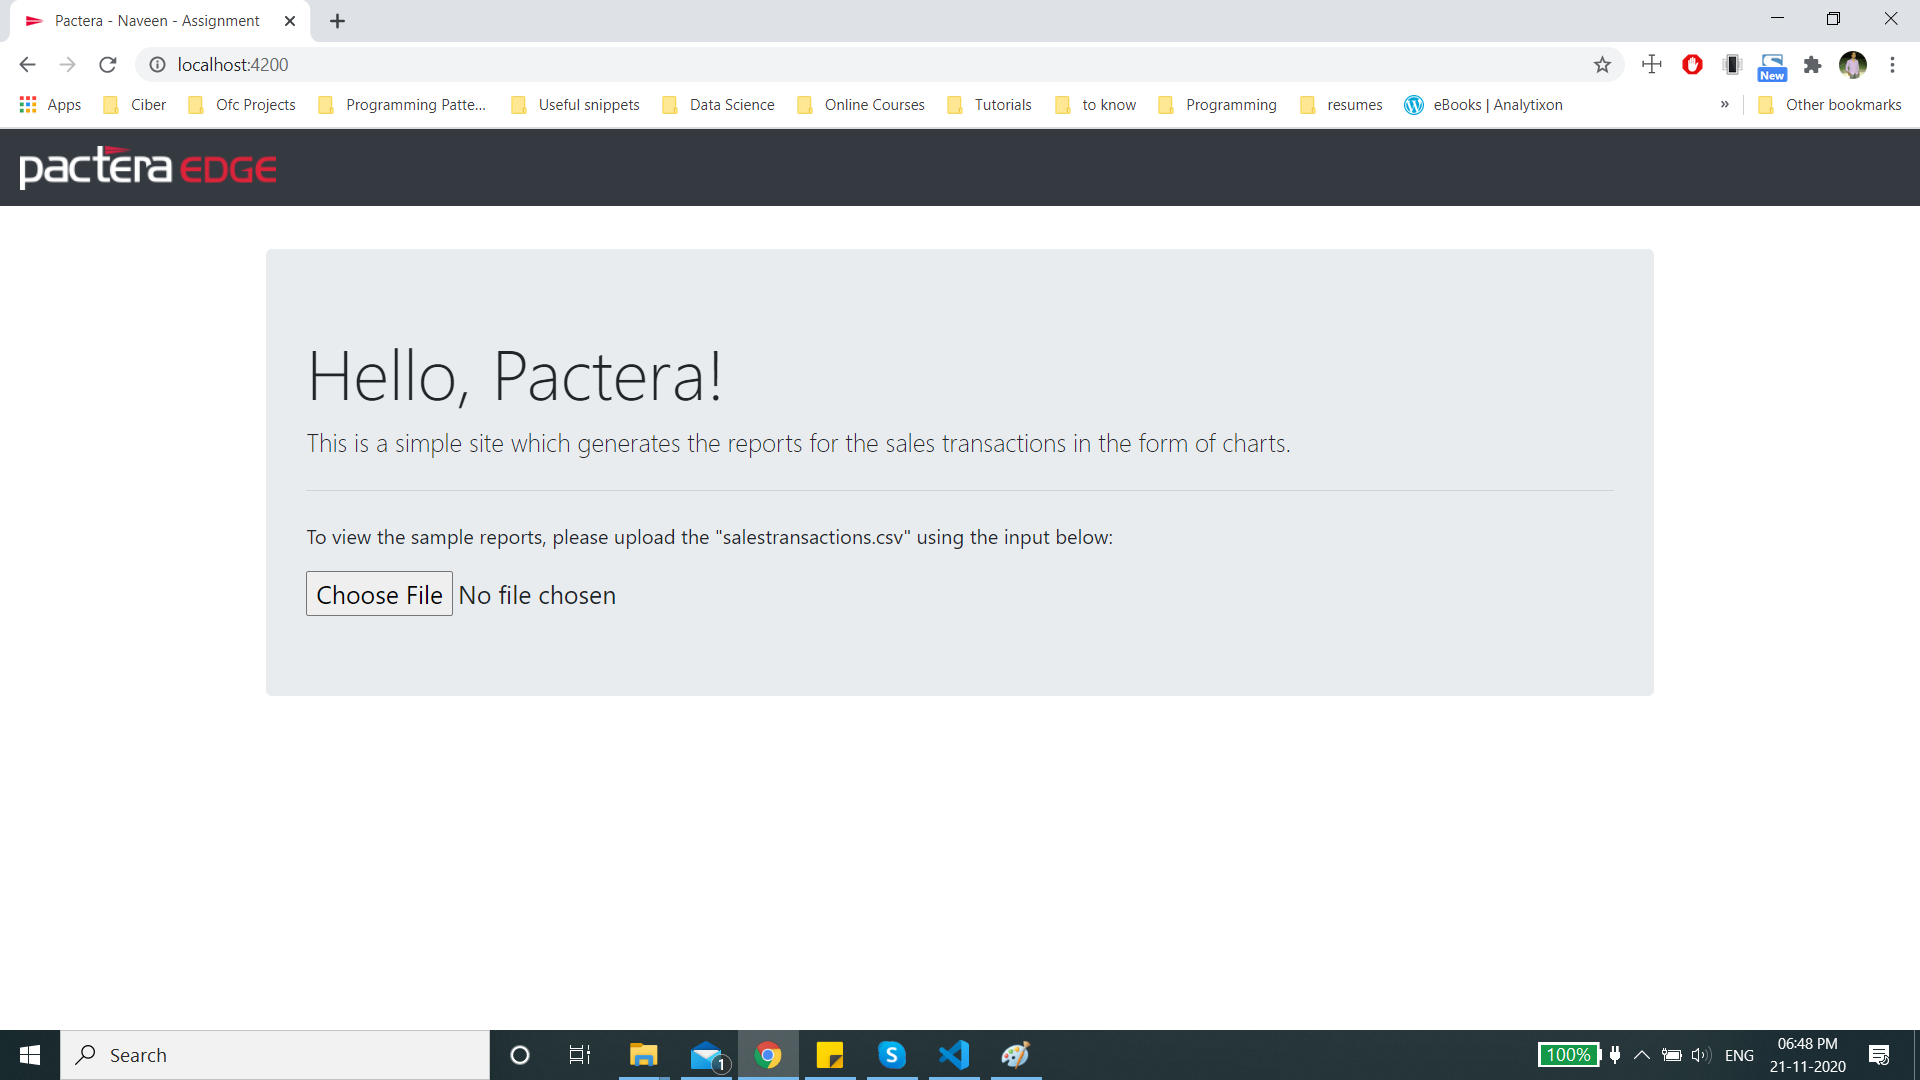 Pactera - Naveen - Assignment
localhost:4200
New
Apps Ciber Ofc Projects Programming Patte... Useful snippets Data Science Online Courses Tutorials to know Programming resumes eBooks | Analytixon » Other bookmarks
pactera EDGE
Hello, Pactera!
This is a simple site which generates the reports for the sales transactions in the form of charts.
To view the sample reports, please upload the "salestransactions.csv" using the input below:
Choose File No file chosen
Search 1 100% ENG 06:48 PM
21-11-2020